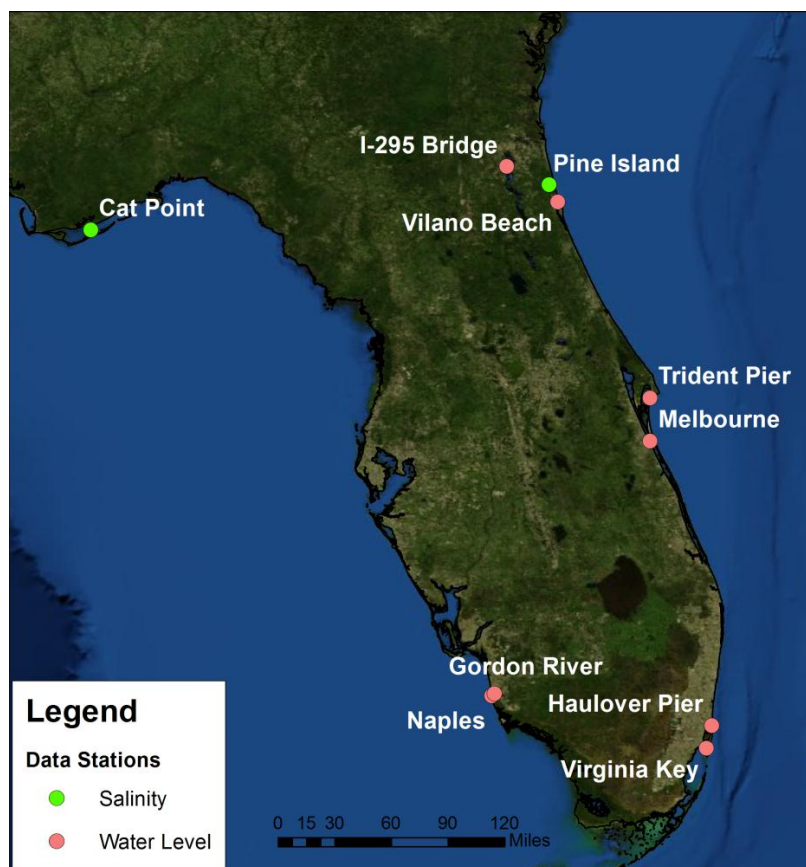 I-295 Bridge
Pine Island
Cat Point
Vilano Beach
Trident Pier
Melbourne
Gordon River
Naples
Haulover Pier
Virginia Key
Legend
Data Stations
Salinity
Water Level
0 15 30 60 90 120
Miles